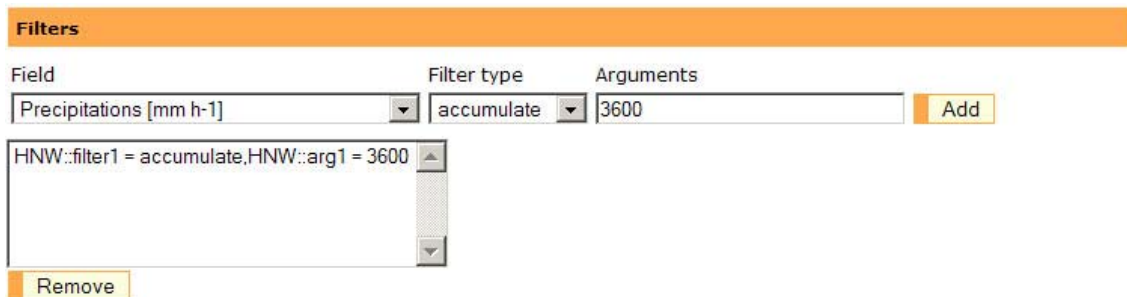 Filters
Field Filter type Arguments
Precipitations [mm h-1] accumulate 3600 Add
HNW::filter1 = accumulate,HNW::arg1 = 3600
Remove